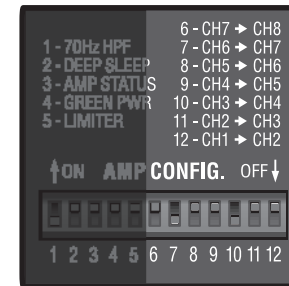 6 - CH7 → CH8
1 - 70Hz HPF 7 - CH6 → CH7
2 - DEEP SLEEP 8 - CH5 → CH6
3 - AMP STATUS 9 - CH4 → CH5
4 - GREEN PWR 10 - CH3 → CH4
5 - LIMITER 11 - CH2 → CH3
12 - CH1 → CH2
↑ON AMP CONFIG. OFF↓
1 2 3 4 5 6 7 8 9 10 11 12